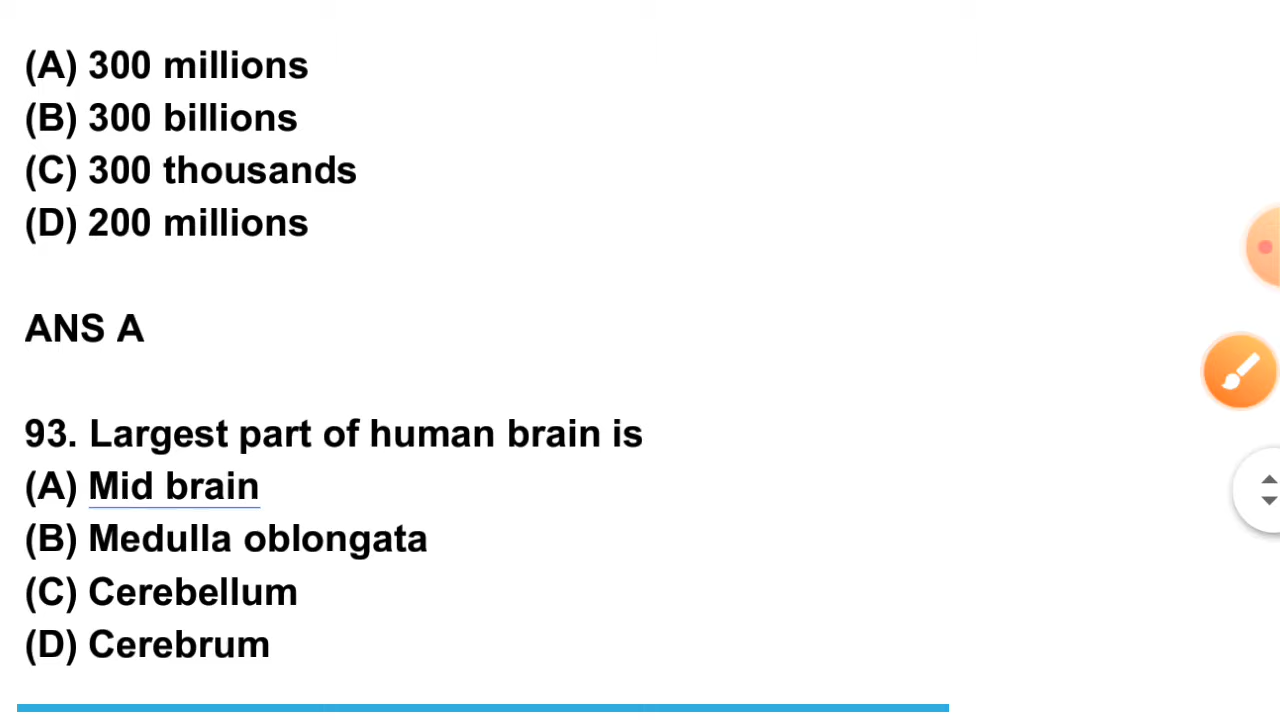 (A) 300 millions
(B) 300 billions
(C) 300 thousands
(D) 200 millions
ANS A
93. Largest part of human brain is
(A) Mid brain
(B) Medulla oblongata
(C) Cerebellum
(D) Cerebrum